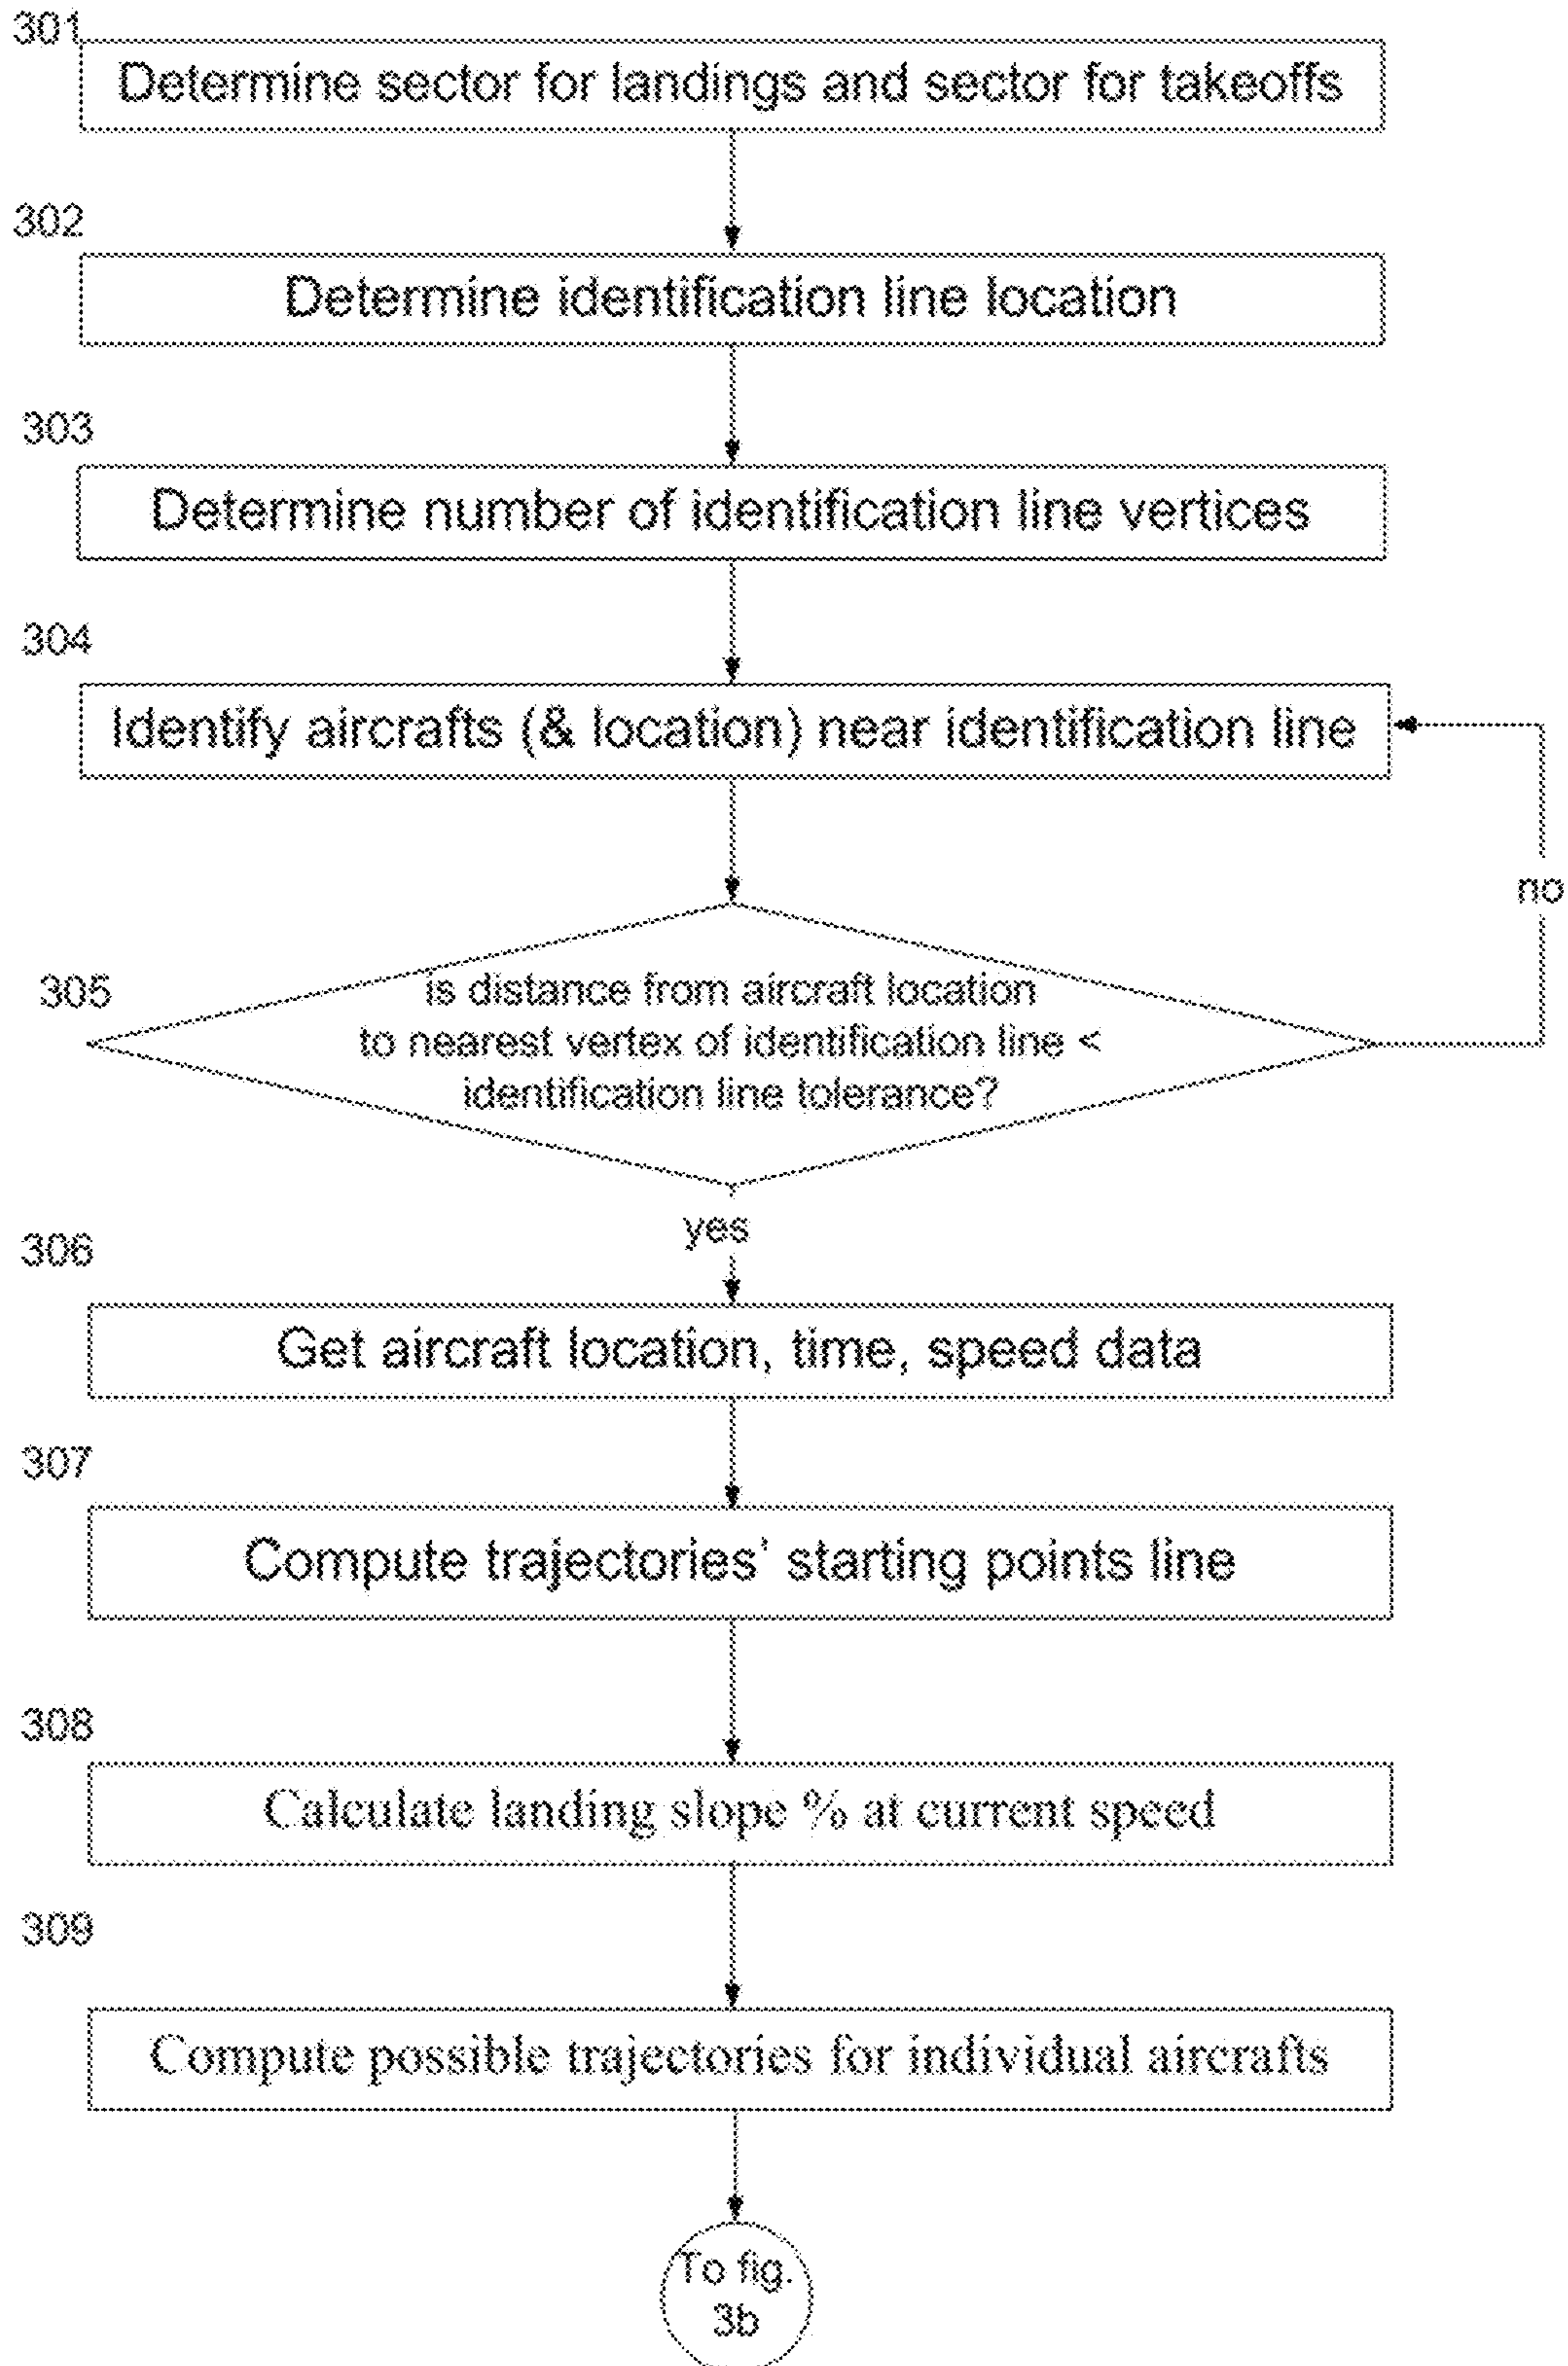 301
Determine sector for landings and sector for takeoffs
302
Determine identification line location
303
Determine number of identification line vertices
304
Identify aircrafts (& location) near identification line
no
305
is distance from aircraft location
to nearest vertex of identification line <
identification line tolerance?
yes
306
Get aircraft location, time, speed data
307
Compute trajectories' starting points line
308
Calculate landing slope % at current speed
309
Compute possible trajectories for individual aircrafts
To fig.
3b